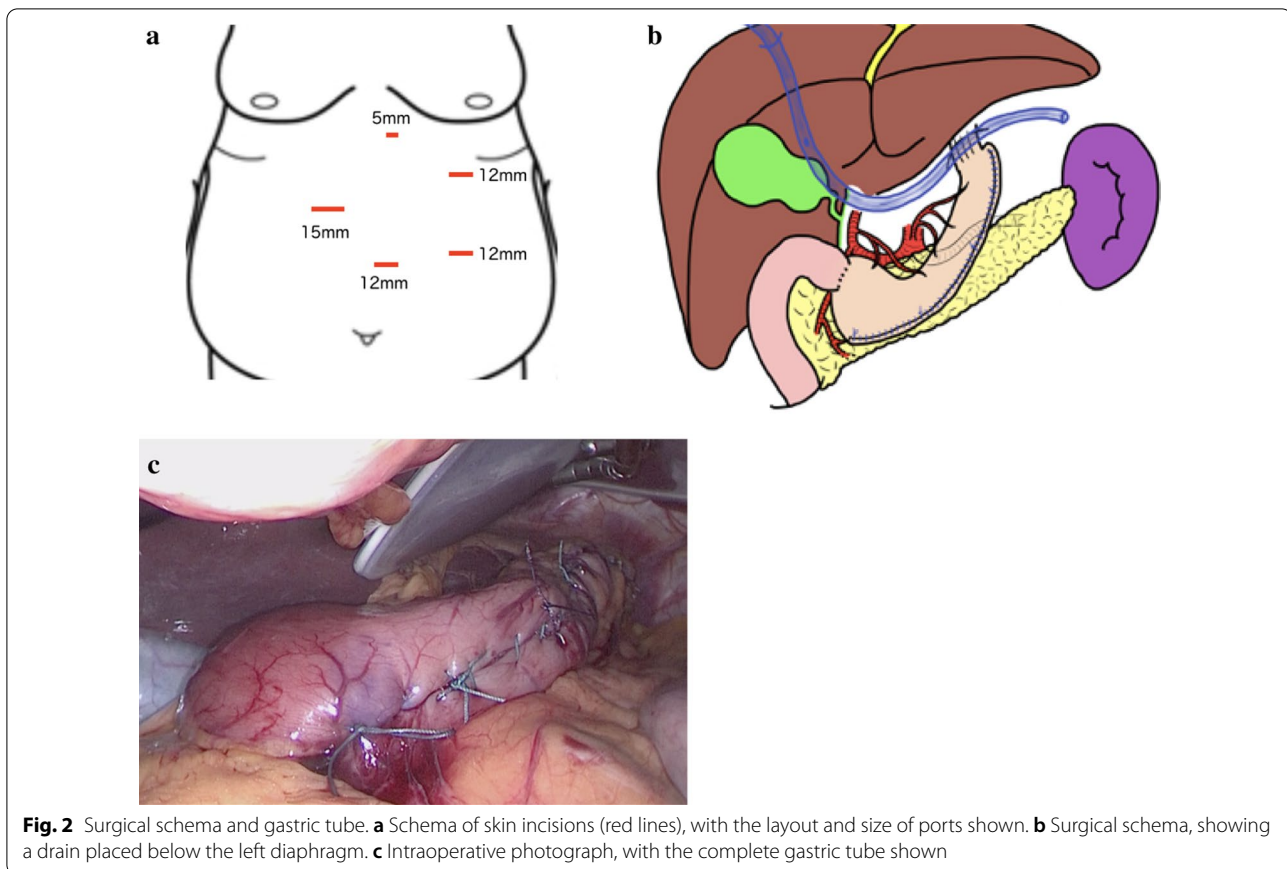 a
b
5mm
12mm
15mm
12mm
12mm
c
Fig. 2 Surgical schema and gastric tube. a Schema of skin incisions (red lines), with the layout and size of ports shown. b Surgical schema, showing
a drain placed below the left diaphragm. c Intraoperative photograph, with the complete gastric tube shown